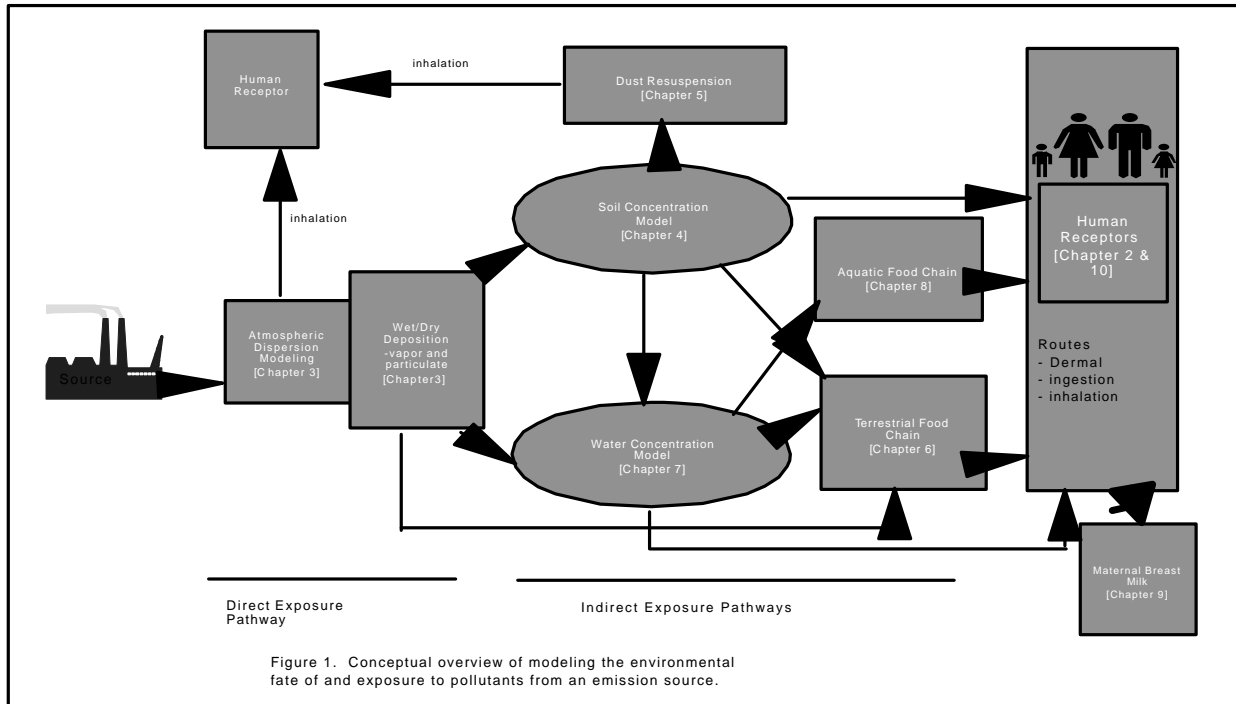 Human
Receptor
inhalation
Dust Resuspension
[Chapter 5]
inhalation
Soil Concentration
Model
[Chapter 4]
Human
Receptors
[Chapter 2 &
10]
Aquatic Food Chain
[Chapter 8]
Source
Atmospheric
Dispersion
Modeling
[Chapter 3]
Wet/Dry
Deposition
-vapor and
particulate
[Chapter3]
Routes
- Dermal
- ingestion
- inhalation
Water Concentration
Model
[Chapter 7]
Terrestrial Food
Chain
[Chapter 6]
Maternal Breast
Milk
[Chapter 9]
Direct Exposure
Pathway
Indirect Exposure Pathways
Figure 1. Conceptual overview of modeling the environmental
fate of and exposure to pollutants from an emission source.